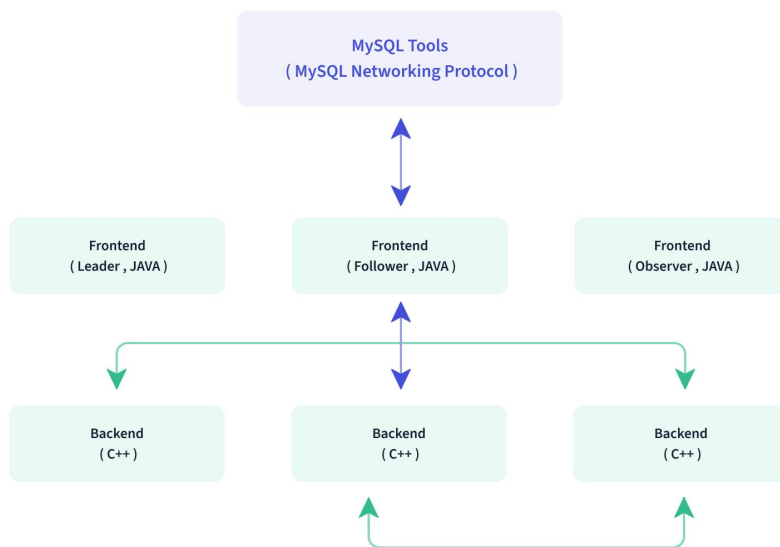 MySQL Tools
( MySQL Networking Protocol )
Frontend
( Leader , JAVA )
Frontend
( Follower , JAVA )
Frontend
( Observer , JAVA )
Backend
( C++ )
Backend
( C++ )
Backend
( C++ )